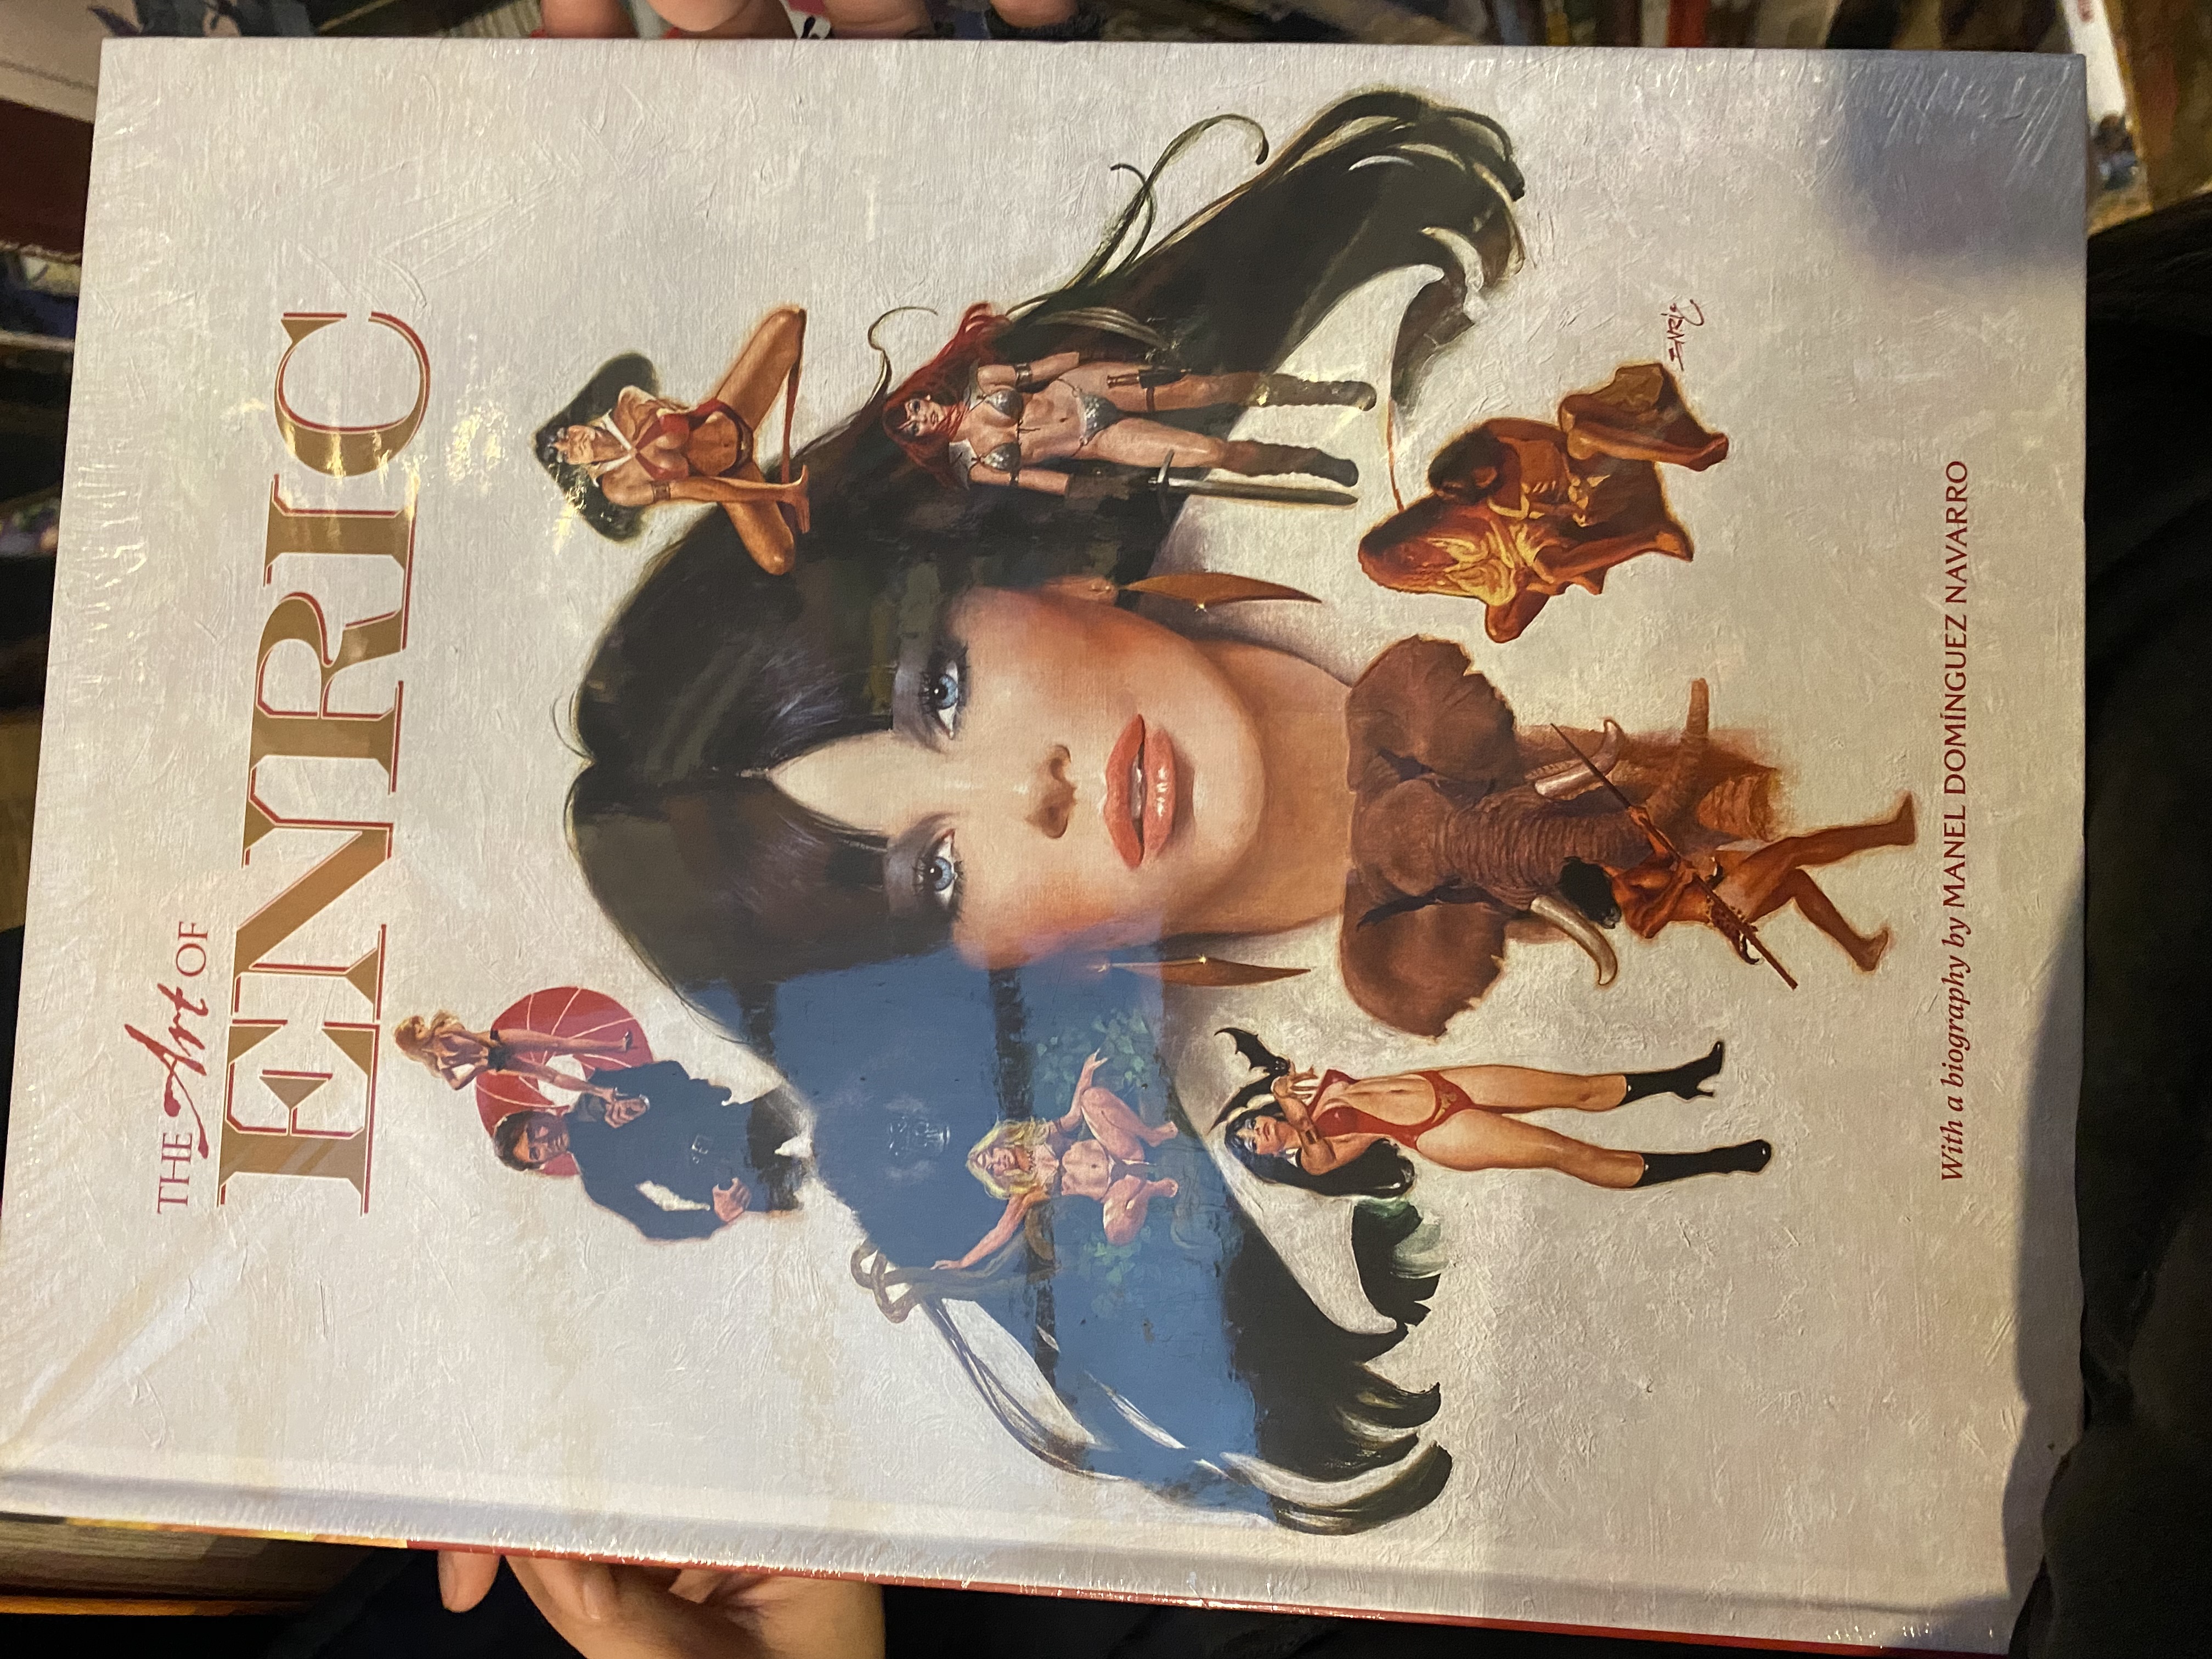 THE Art OF
ENRIC
ENRIC
With a biography by MANEL DOMÍNGUEZ NAVARRO